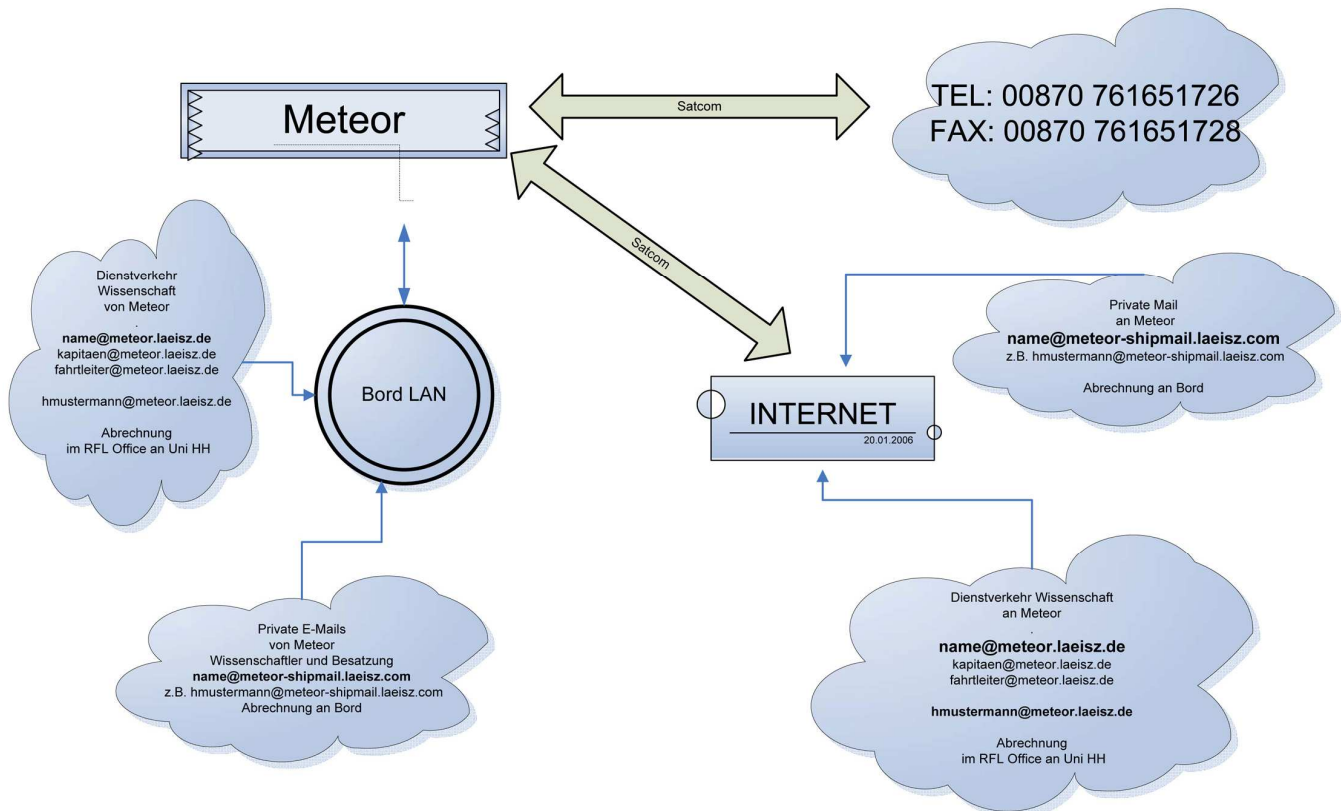 Meteor
Satcom
TEL: 00870 761651726
FAX: 00870 761651728
Satcom
Dienstverkehr
Wissenschaft
von Meteor
.
name@meteor.laeisz.de
kapitaen@meteor.laeisz.de
fahrtleiter@meteor.laeisz.de
hmustermann@meteor.laeisz.de
Abrechnung
im RFL Office an Uni HH
Bord LAN
Private Mail
an Meteor
name@meteor-shipmail.laeisz.com
z.B. hmustermann@meteor-shipmail.laeisz.com
Abrechnung an Bord
INTERNET
20.01.2006
Private E-Mails
von Meteor
Wissenschaftler und Besatzung
name@meteor-shipmail.laeisz.com
z.B. hmustermann@meteor-shipmail.laeisz.com
Abrechnung an Bord
Dienstverkehr Wissenschaft
an Meteor
.
name@meteor.laeisz.de
kapitaen@meteor.laeisz.de
fahrtleiter@meteor.laeisz.de
hmustermann@meteor.laeisz.de
Abrechnung
im RFL Office an Uni HH